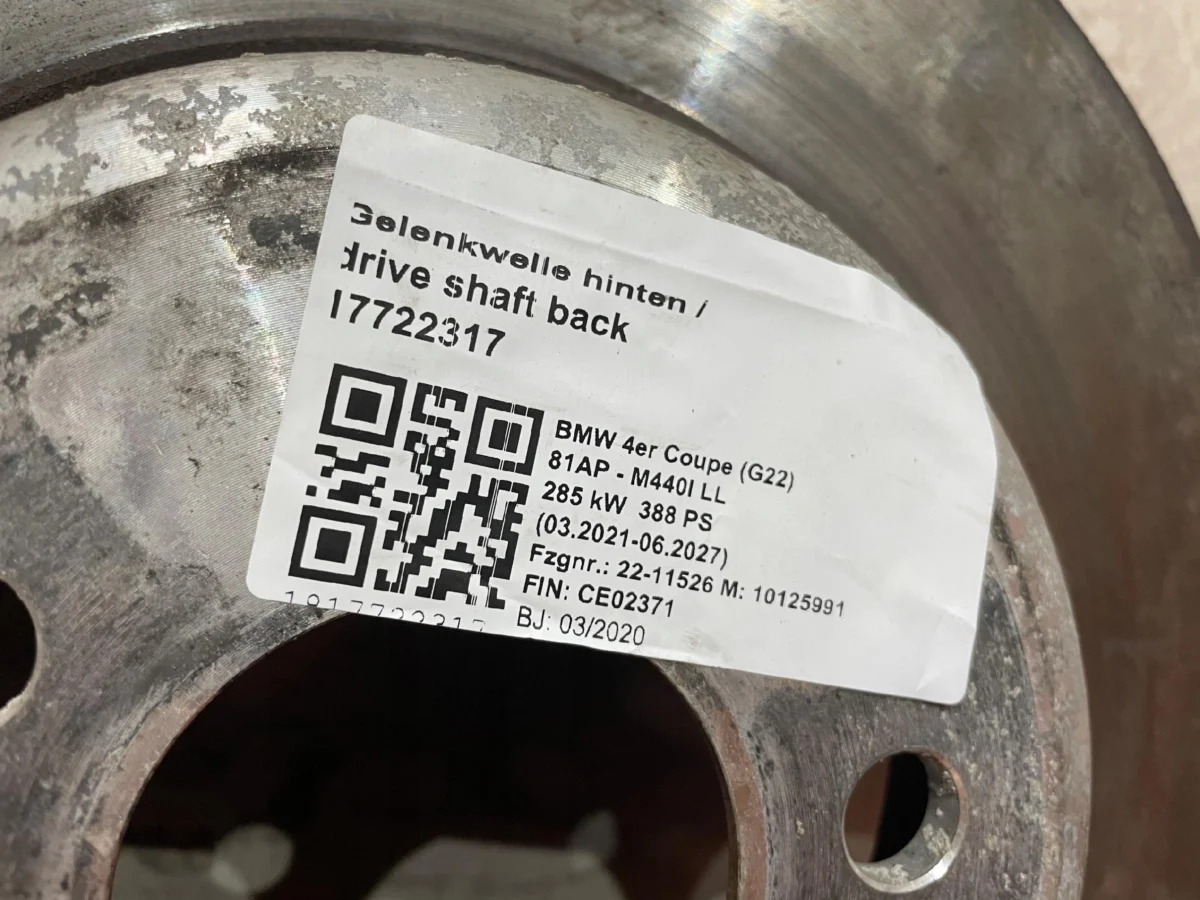 Gelenkwelle hinten /
drive shaft back
17722317
BMW 4er Coupe (G22)
81AP - M440I LL
285 kW 388 PS
(03.2021-06.2027)
Fzgnr.: 22-11526 M: 10125991
FIN: CE02371
BJ: 03/2020
1817722317